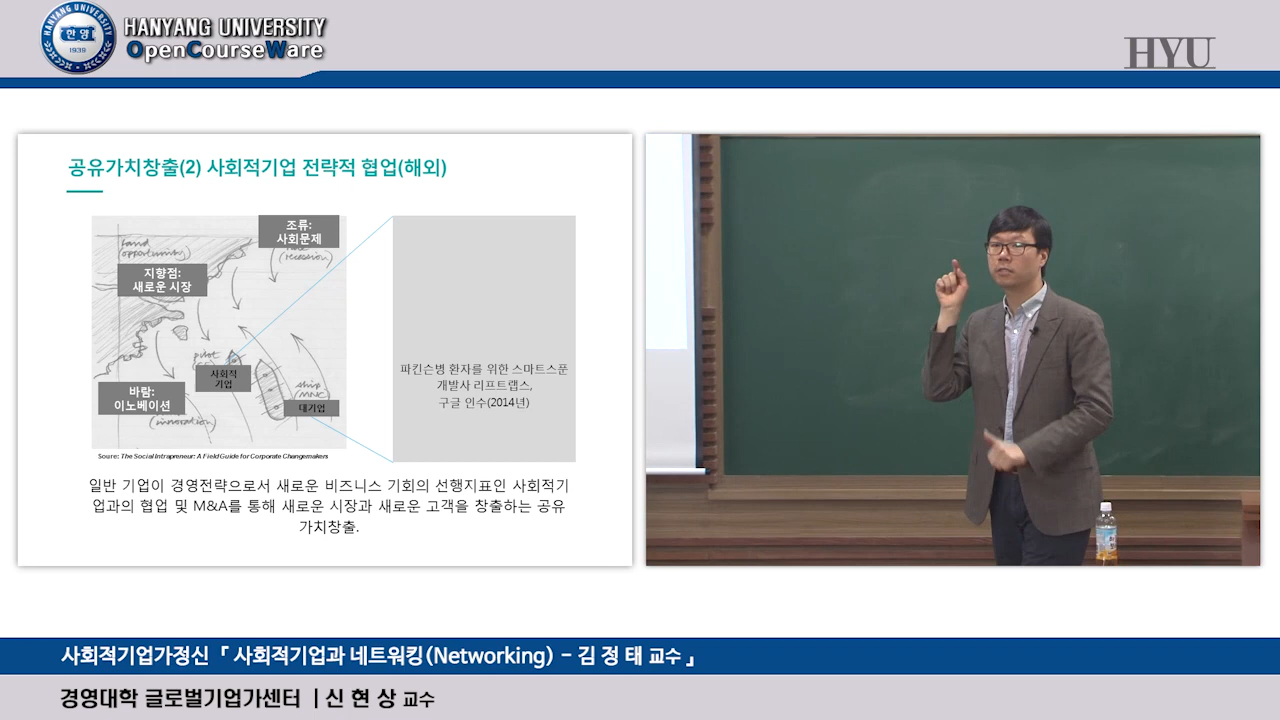 HANYANG UNIVERSITY
한양
1939
HANYANG UNIVERSITY
OpenCourseWare
HYU
공유가치창출(2) 사회적기업 전략적 협업(해외)
조류:
사회문제
land
(opportunity)
(recession)
지향점:
새로운 시장
pilot
사회적
기업
바람:
이노베이션
(innovation)
ship
MNC
대기업
파킨슨병 환자를 위한 스마트스푼
개발사 리프트랩스,
구글 인수(2014년)
Soure: The Social Intrapreneur: A Field Guide for Corporate Changemakers
일반 기업이 경영전략으로서 새로운 비즈니스 기회의 선행지표인 사회적기
업과의 협업 및 M&A를 통해 새로운 시장과 새로운 고객을 창출하는 공유
가치창출.
사회적기업가정신 『 사회적기업과 네트워킹(Networking) - 김 정 태 교수 』
경영대학 글로벌기업가센터 | 신 현 상 교수